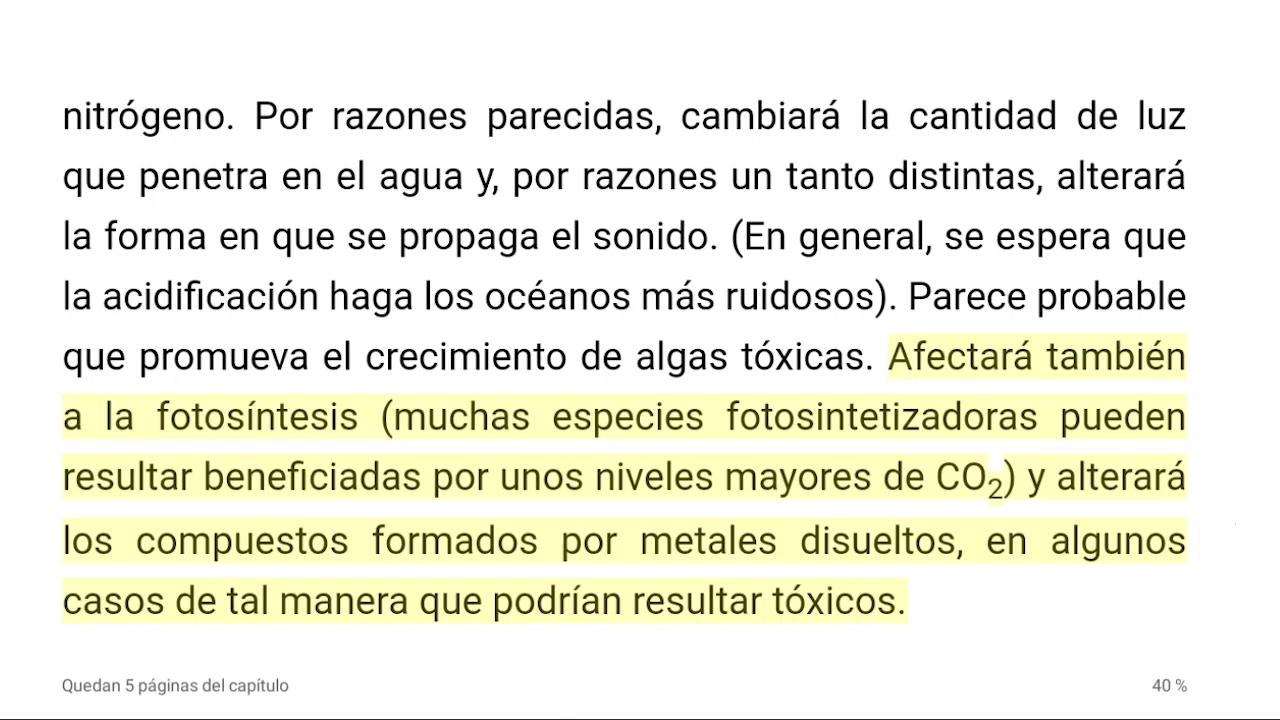 nitrógeno. Por razones parecidas, cambiará la cantidad de luz
que penetra en el agua y, por razones un tanto distintas, alterará
la forma en que se propaga el sonido. (En general, se espera que
la acidificación haga los océanos más ruidosos). Parece probable
que promueva el crecimiento de algas tóxicas. Afectará también
a la fotosíntesis (muchas especies fotosintetizadoras pueden
resultar beneficiadas por unos niveles mayores de CO₂) y alterará
los compuestos formados por metales disueltos, en algunos
casos de tal manera que podrían resultar tóxicos.
Quedan 5 páginas del capítulo
40 %